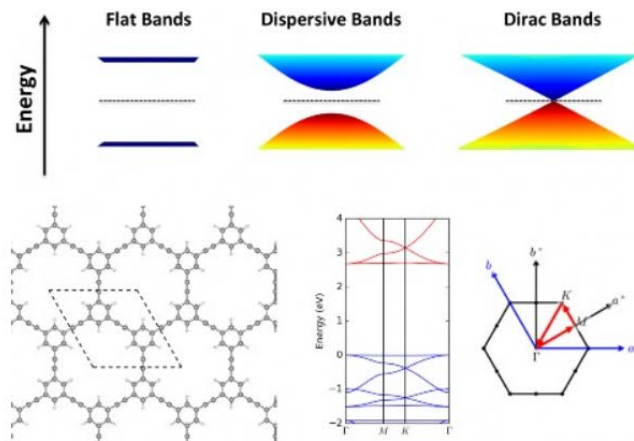 Flat Bands Dispersive Bands Dirac Bands
Energy
4
3
2
1
0
-1
-2
Energy (eV)
Γ M K Γ
b*
b
K
a*
M
Γ
a